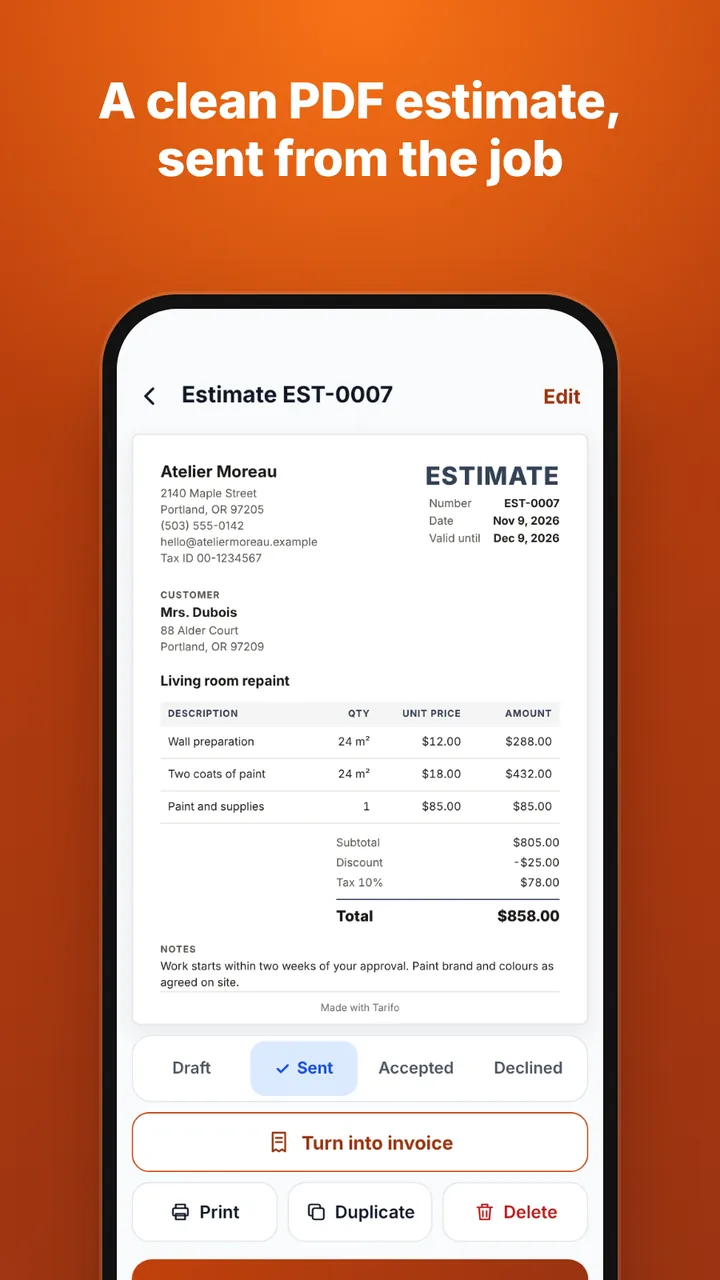 A clean PDF estimate,
sent from the job
Estimate EST-0007
Edit
Atelier Moreau
2140 Maple Street
Portland, OR 97205
(503) 555-0142
hello@ateliermoreau.example
Tax ID 00-1234567
ESTIMATE
Number EST-0007
Date Nov 9, 2026
Valid until Dec 9, 2026
CUSTOMER
Mrs. Dubois
88 Alder Court
Portland, OR 97209
Living room repaint
DESCRIPTION QTY UNIT PRICE AMOUNT
Wall preparation 24 m² $12.00 $288.00
Two coats of paint 24 m² $18.00 $432.00
Paint and supplies 1 $85.00 $85.00
Subtotal $805.00
Discount -$25.00
Tax 10% $78.00
Total $858.00
NOTES
Work starts within two weeks of your approval. Paint brand and colours as
agreed on site.
Made with Tarifo
Draft Sent Accepted Declined
Turn into invoice
Print Duplicate Delete